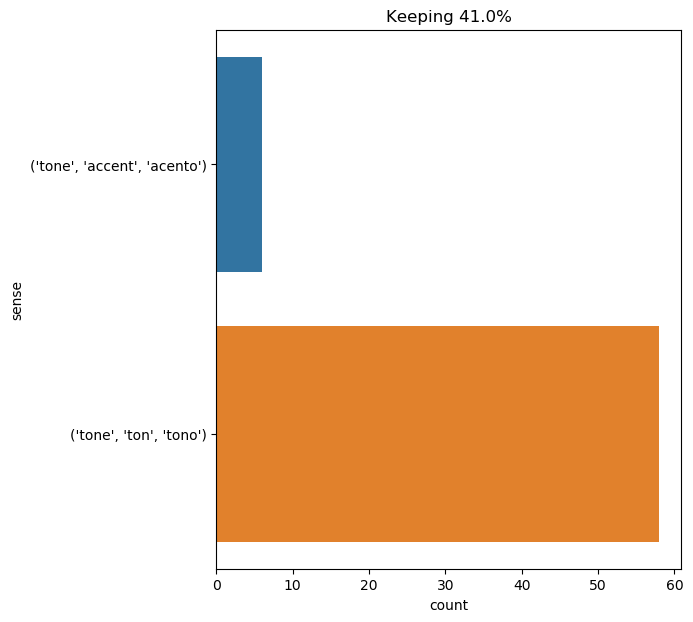 Keeping 41.0%
('tone', 'accent', 'acento')
sense
('tone', 'ton', 'tono')
0 10 20 30 40 50 60
count